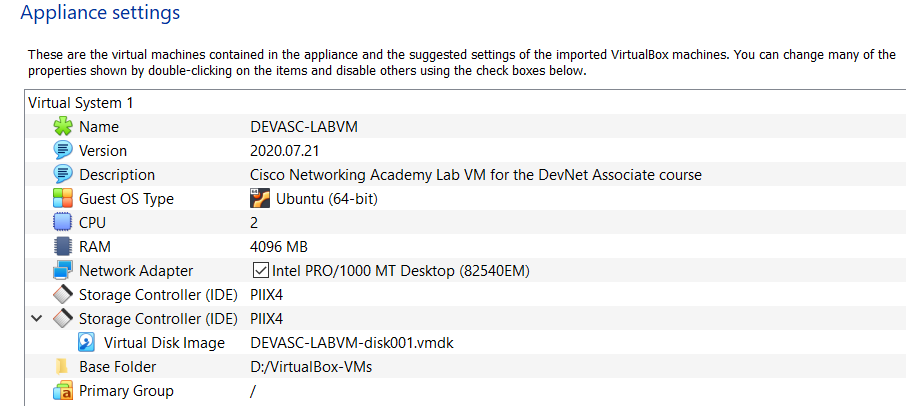 Appliance settings
These are the virtual machines contained in the appliance and the suggested settings of the imported VirtualBox machines. You can change many of the
properties shown by double-clicking on the items and disable others using the check boxes below.
Virtual System 1
Name DEVASC-LABVM
Version 2020.07.21
Description Cisco Networking Academy Lab VM for the DevNet Associate course
Guest OS Type Ubuntu (64-bit)
CPU 2
RAM 4096 MB
Network Adapter Intel PRO/1000 MT Desktop (82540EM)
Storage Controller (IDE) PIIX4
Storage Controller (IDE) PIIX4
Virtual Disk Image DEVASC-LABVM-disk001.vmdk
Base Folder D:/VirtualBox-VMs
Primary Group /